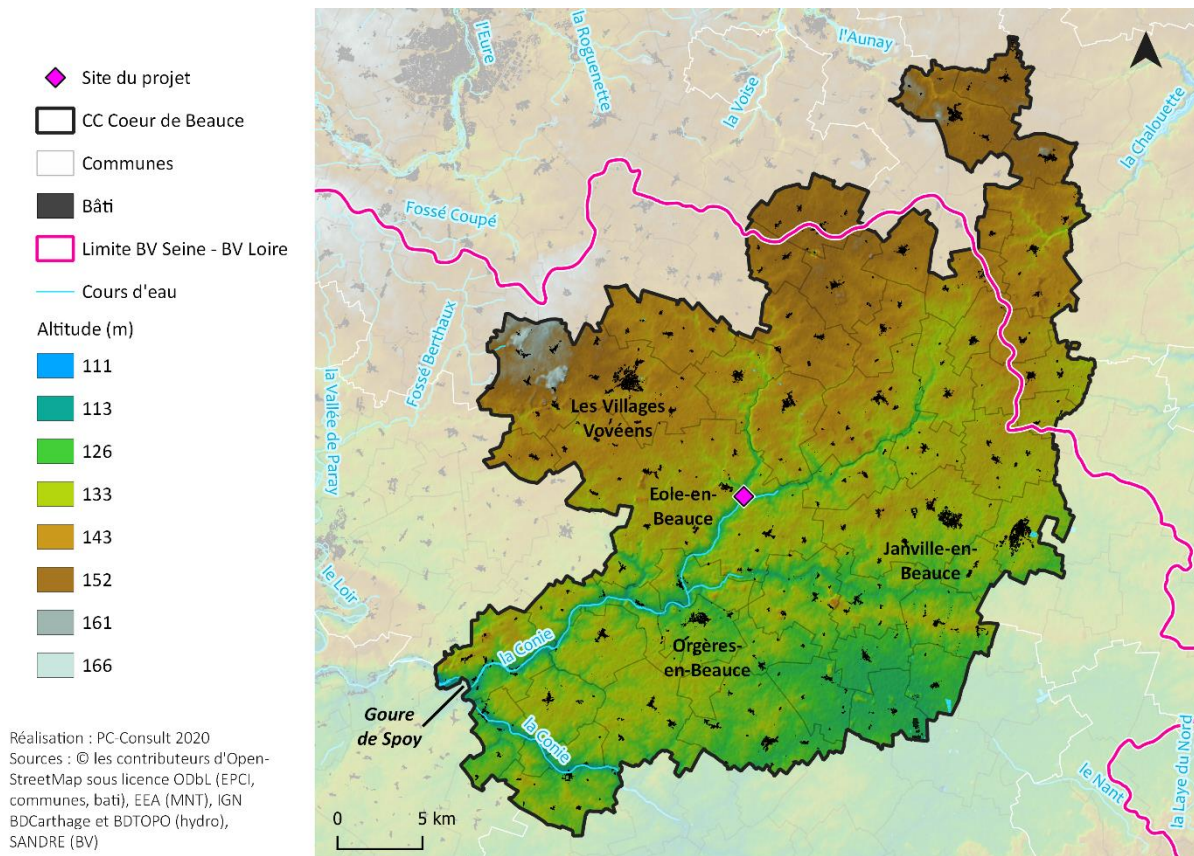 Site du projet
CC Coeur de Beauce
Communes
Bâti
Limite BV Seine - BV Loire
Cours d'eau
Altitude (m)
111
113
126
133
143
152
161
166
Réalisation : PC-Consult 2020
Sources : © les contributeurs d'Open-
StreetMap sous licence ODbL (EPCI,
communes, bati), EEA (MNT), IGN
BDCarthage et BDTOPO (hydro),
SANDRE (BV)
l'Eure
la Roguenette
la Voise
l'Aunay
la Chalouette
Fossé Coupé
Fossé Berthaux
la Vallée de Paray
le Loir
Les Villages
Vovéens
Eole-en-
Beauce
Janville-en-
Beauce
Orgères-
en-Beauce
la Conie
Goure
de Spoy
la Conie
le Nant
la Laye du Nord
0
5 km